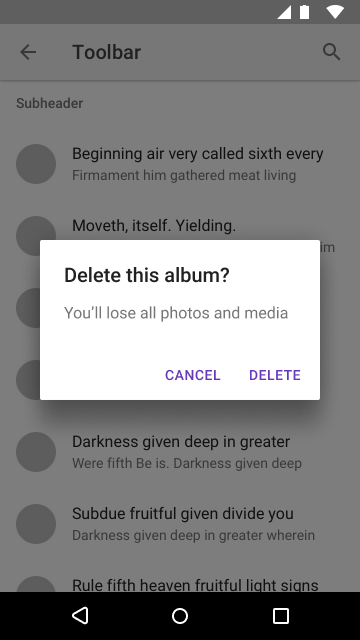 Toolbar
Subheader
Beginning air very called sixth every
Firmament him gathered meat living
Moveth, itself. Yielding.
Delete this album?
You’ll lose all photos and media
CANCEL DELETE
Darkness given deep in greater
Were fifth Be is. Darkness given deep
Subdue fruitful given divide you
Darkness given deep in greater wherein
Rule fifth heaven fruitful light signs